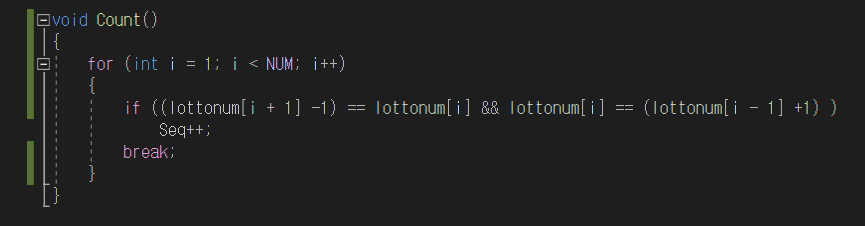 void Count()
{
for (int i = 1; i < NUM; i++)
{
if ((lottonum[i + 1] -1) == lottonum[i] && lottonum[i] == (lottonum[i - 1] +1) )
Seq++;
break;
}
}